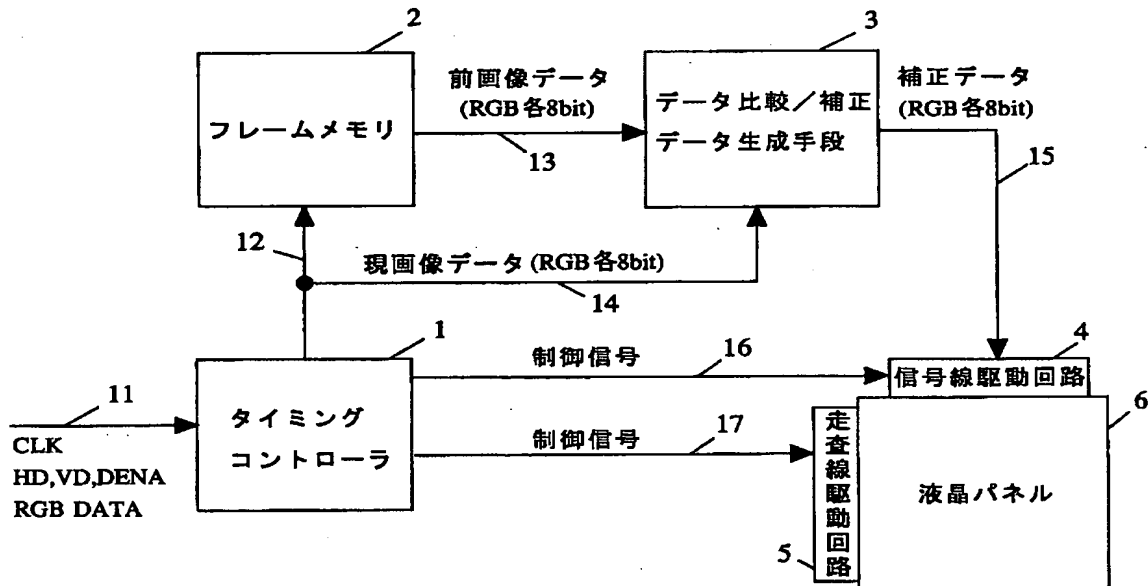 2
フレームメモリ
前画像データ
(RGB各8bit)
13
3
データ比較／補正
データ生成手段
補正データ
(RGB各8bit)
15
12
現画像データ(RGB各8bit)
14
1
タイミング
コントローラ
11
CLK
HD,VD,DENA
RGB DATA
制御信号
16
制御信号
17
4
信号線駆動回路
5
走査線駆動回路
6
液晶パネル